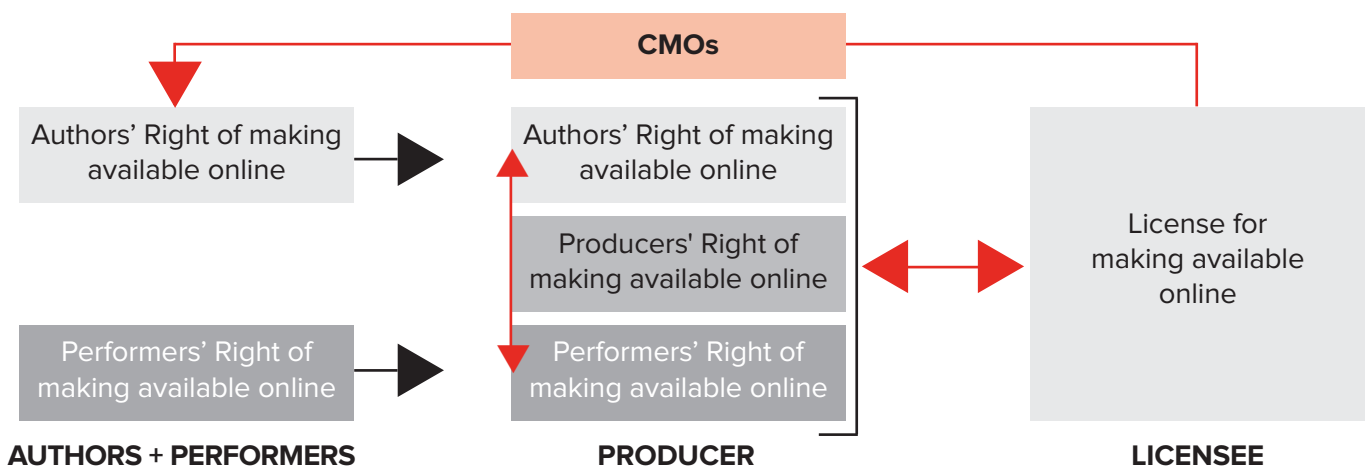 CMOs
Authors’ Right of making
available online
Authors’ Right of making
available online
Producers' Right of
making available online
License for
making available
online
Performers’ Right of
making available online
Performers’ Right of
making available online
AUTHORS + PERFORMERS
PRODUCER
LICENSEE